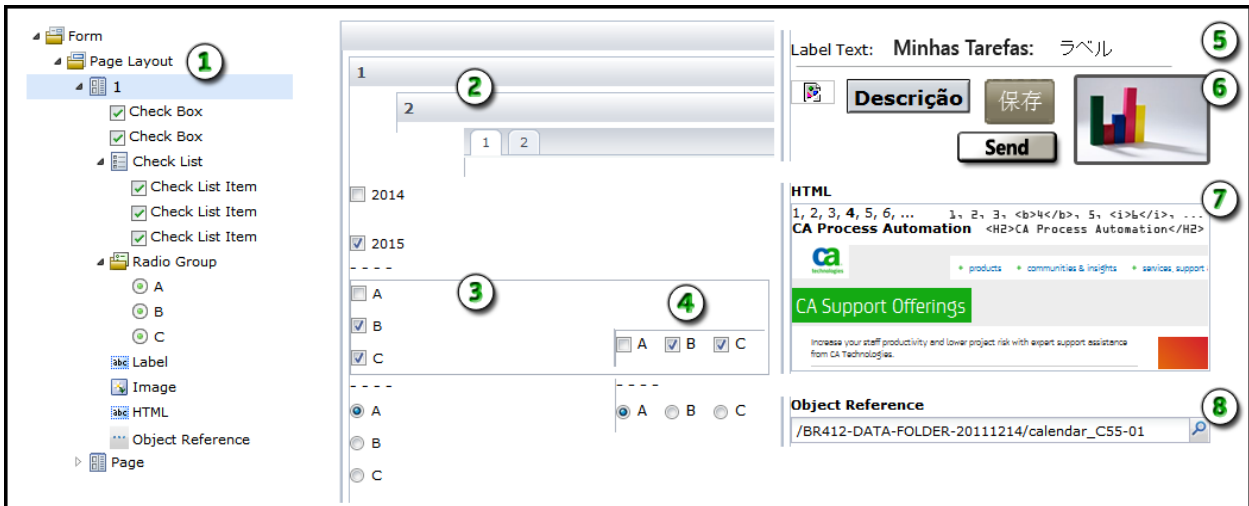 Form
Page Layout
1
1
Check Box
Check Box
Check List
Check List Item
Check List Item
Check List Item
Radio Group
A
B
C
Label
Image
HTML
Object Reference
Page
1
2
2
1 2
2014
2015
- - - -
A
B
C
3
- - - -
A
B
C
4
A B C
- - - -
A B C
Label Text: Minhas Tarefas: ラベル
5
Descrição 保存
6
Send
HTML
7
1, 2, 3, 4, 5, 6, ... 1, 2, 3, <b>4</b>, 5, <i>6</i>, ...
CA Process Automation <H2>CA Process Automation</H2>
ca
technologies
products communities & insights services, support
CA Support Offerings
Increase your staff productivity and lower project risk with expert support assistance
from CA Technologies.
Object Reference
8
/BR412-DATA-FOLDER-20111214/calendar_C55-01